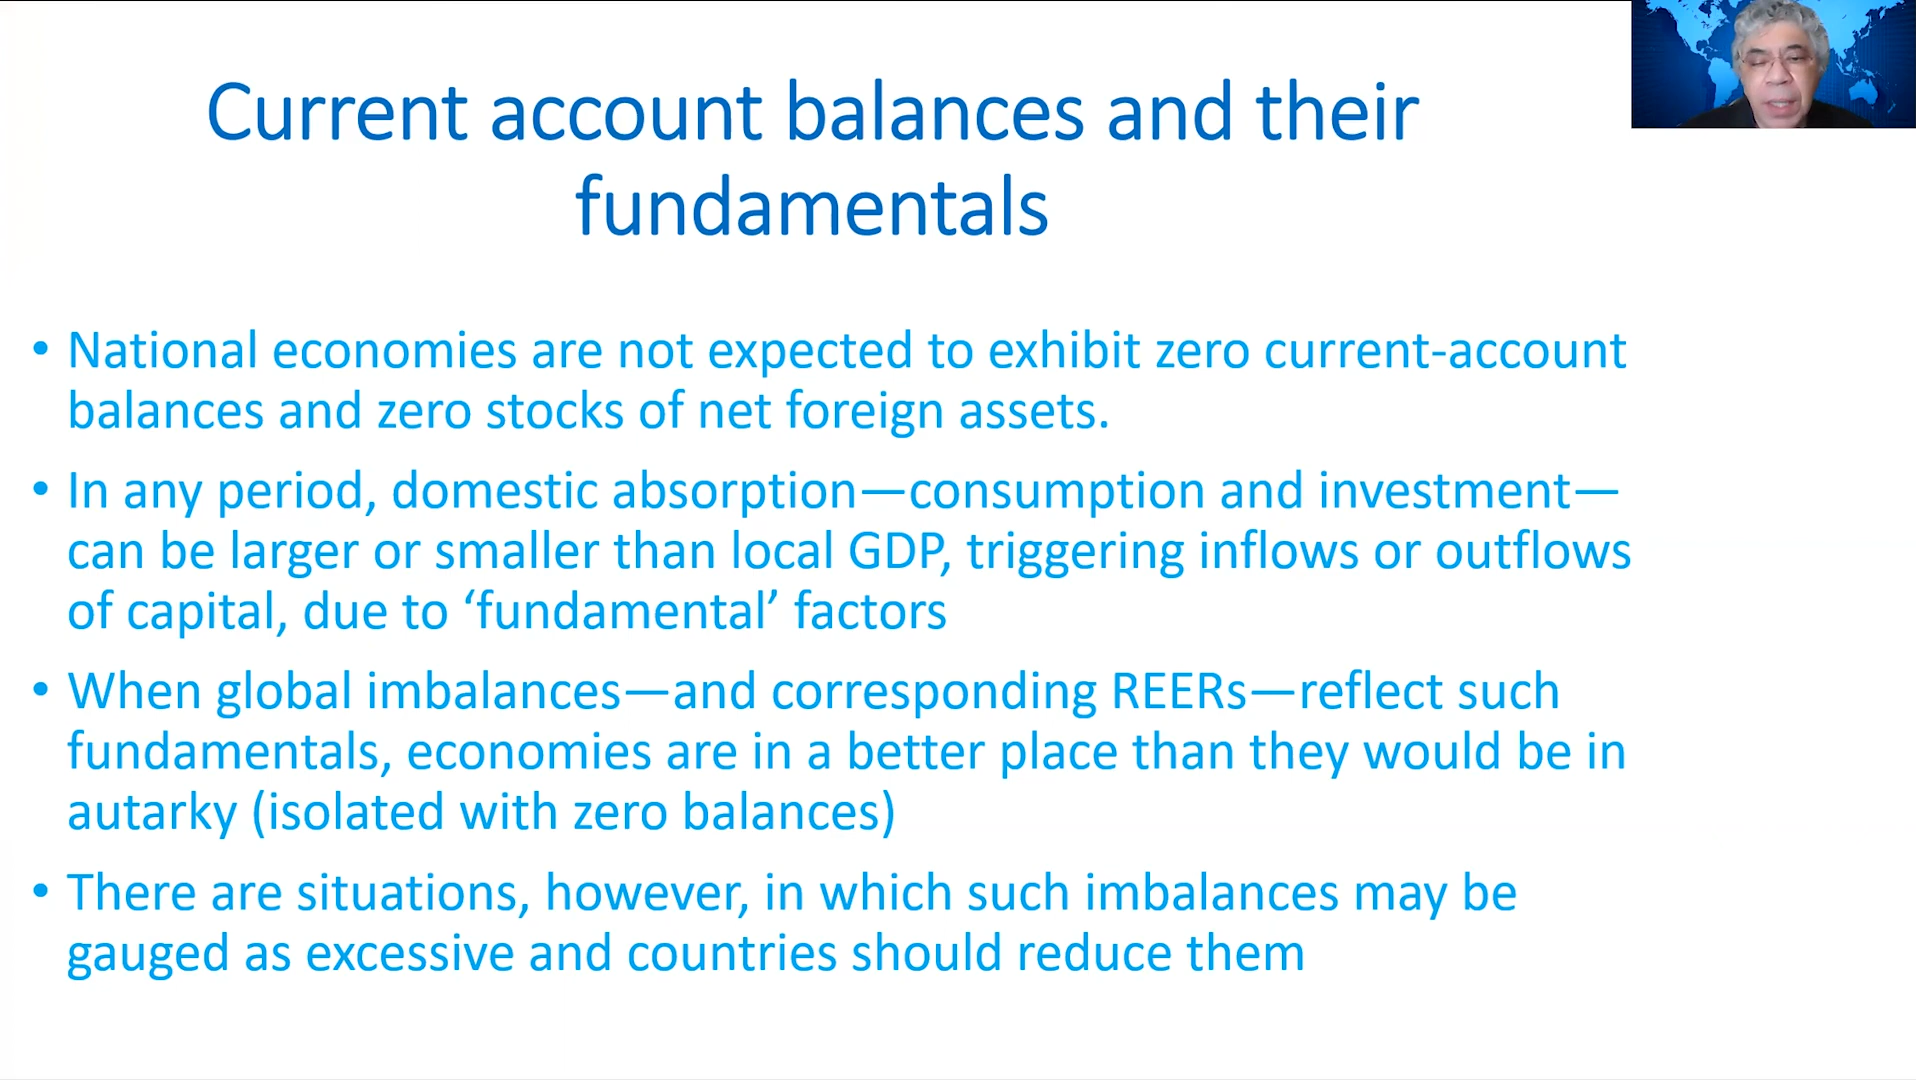 Current account balances and their
fundamentals
• National economies are not expected to exhibit zero current-account
balances and zero stocks of net foreign assets.
• In any period, domestic absorption—consumption and investment—
can be larger or smaller than local GDP, triggering inflows or outflows
of capital, due to ‘fundamental’ factors
• When global imbalances—and corresponding REERs—reflect such
fundamentals, economies are in a better place than they would be in
autarky (isolated with zero balances)
• There are situations, however, in which such imbalances may be
gauged as excessive and countries should reduce them